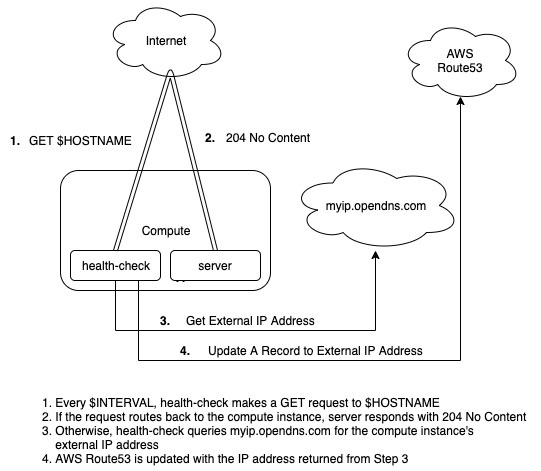 Internet
AWS
Route53
1. GET $HOSTNAME
2. 204 No Content
myip.opendns.com
Compute
health-check
server
3. Get External IP Address
4. Update A Record to External IP Address
1. Every $INTERVAL, health-check makes a GET request to $HOSTNAME
2. If the request routes back to the compute instance, server responds with 204 No Content
3. Otherwise, health-check queries myip.opendns.com for the compute instance's
external IP address
4. AWS Route53 is updated with the IP address returned from Step 3